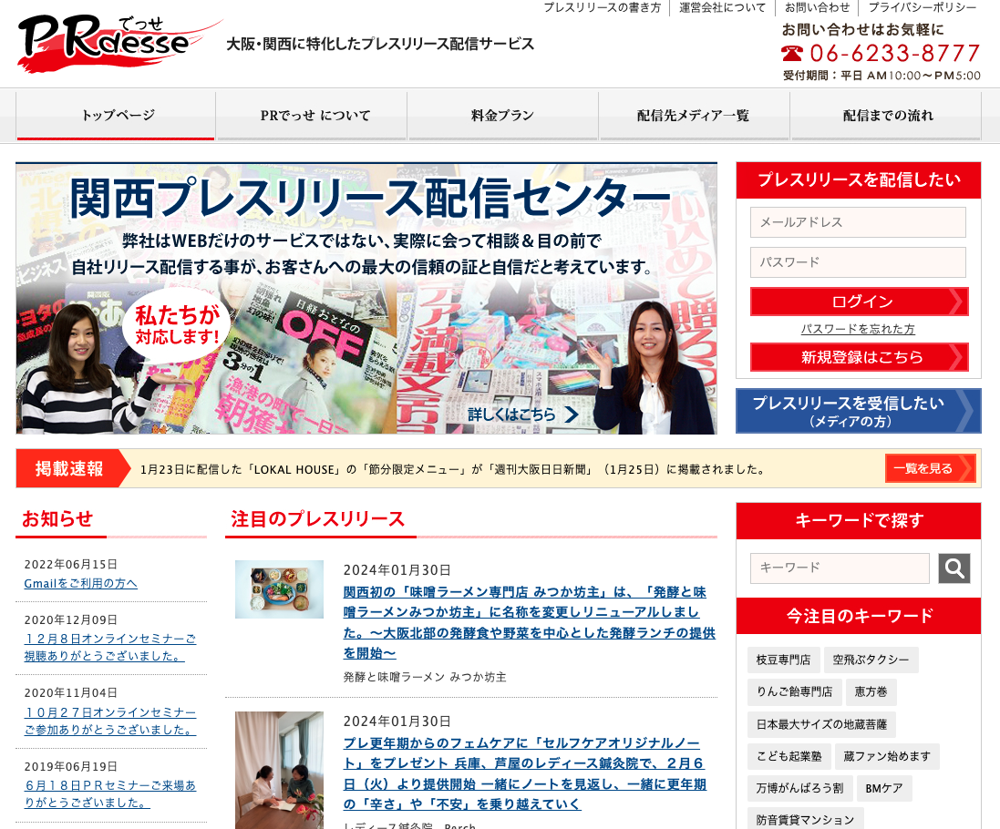 プレスリリースの書き方
運営会社について
お問い合わせ
プライバシーポリシー
PRdesse
でっせ
大阪・関西に特化したプレスリリース配信サービス
お問い合わせはお気軽に
06-6233-8777
受付期間：平日 AM10:00〜PM5:00
トップページ
PRでっせ について
料金プラン
配信先メディア一覧
配信までの流れ
関西プレスリリース配信センター
弊社はWEBだけのサービスではない、実際に会って相談＆目の前で
自社リリース配信する事が、お客さんへの最大の信頼の証と自信だと考えています。
私たちが
対応します!
日経おとなの
OFF
3分の1
漁港の町で一日
詳しくはこちら
プレスリリースを配信したい
メールアドレス
パスワード
ログイン
パスワードを忘れた方
新規登録はこちら
プレスリリースを受信したい
（メディアの方）
掲載速報
1月23日に配信した「LOKAL HOUSE」の「節分限定メニュー」が「週刊大阪日日新聞」（1月25日）に掲載されました。
一覧を見る
お知らせ
2022年06月15日
Gmailをご利用の方へ
2020年12月09日
１２月８日オンラインセミナーご
視聴ありがとうございました。
2020年11月04日
１０月２７日オンラインセミナー
ご参加ありがとうございました。
2019年06月19日
６月１８日ＰＲセミナーご来場あ
りがとうございました。
注目のプレスリリース
2024年01月30日
関西初の「味噌ラーメン専門店 みつか坊主」は、「発酵と味
噌ラーメンみつか坊主」に名称を変更しリニューアルしまし
た。〜大阪北部の発酵食や野菜を中心とした発酵ランチの提供
を開始〜
発酵と味噌ラーメン みつか坊主
2024年01月30日
プレ更年期からのフェムケアに「セルフケアオリジナルノー
ト」をプレゼント 兵庫、芦屋のレディース鍼灸院で、２月６
日（火）より提供開始 一緒にノートを見返し、一緒に更年期
の「辛さ」や「不安」を乗り越えていく
レディース鍼灸院 Perch
キーワードで探す
キーワード
今注目のキーワード
枝豆専門店
空飛ぶタクシー
りんご飴専門店
恵方巻
日本最大サイズの地蔵菩薩
こども起業塾
蔵ファン始めます
万博がんばろう割
BMケア
防音賃貸マンション